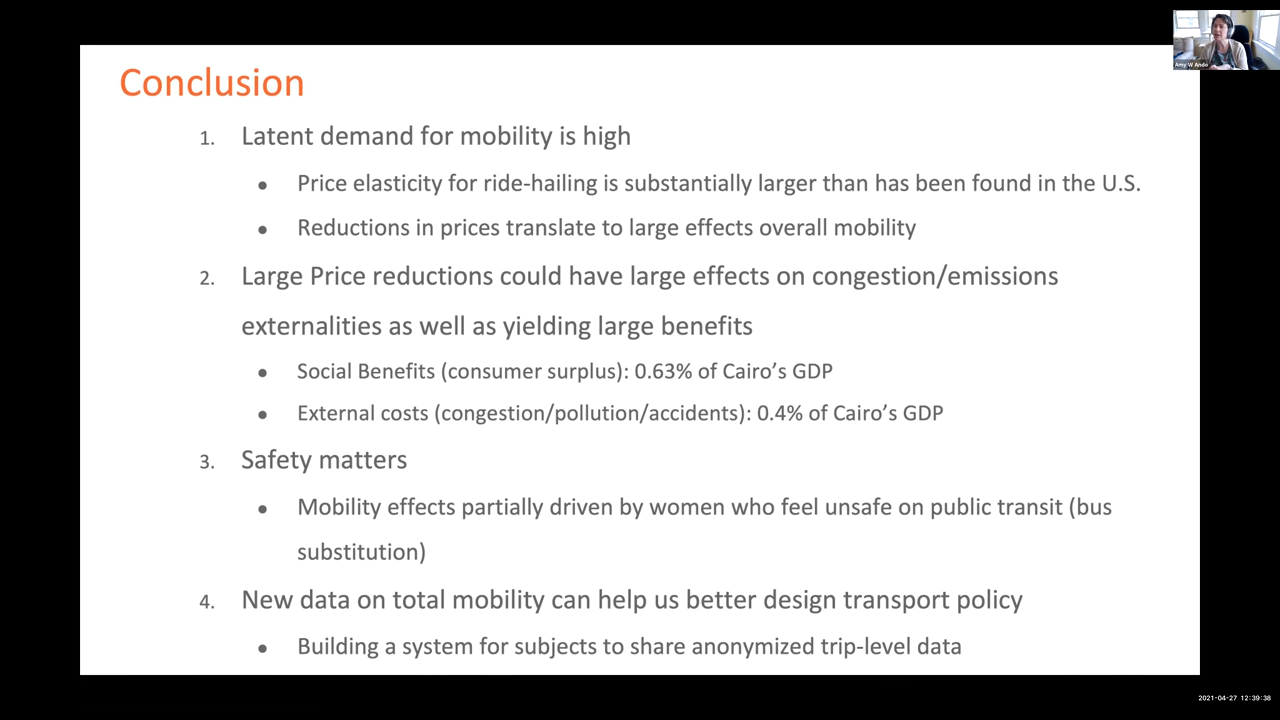 Conclusion
1. Latent demand for mobility is high
● Price elasticity for ride-hailing is substantially larger than has been found in the U.S.
● Reductions in prices translate to large effects overall mobility
2. Large Price reductions could have large effects on congestion/emissions
externalities as well as yielding large benefits
● Social Benefits (consumer surplus): 0.63% of Cairo’s GDP
● External costs (congestion/pollution/accidents): 0.4% of Cairo’s GDP
3. Safety matters
● Mobility effects partially driven by women who feel unsafe on public transit (bus
substitution)
4. New data on total mobility can help us better design transport policy
● Building a system for subjects to share anonymized trip-level data
Amy W Ando
2021-04-27 12:39:38